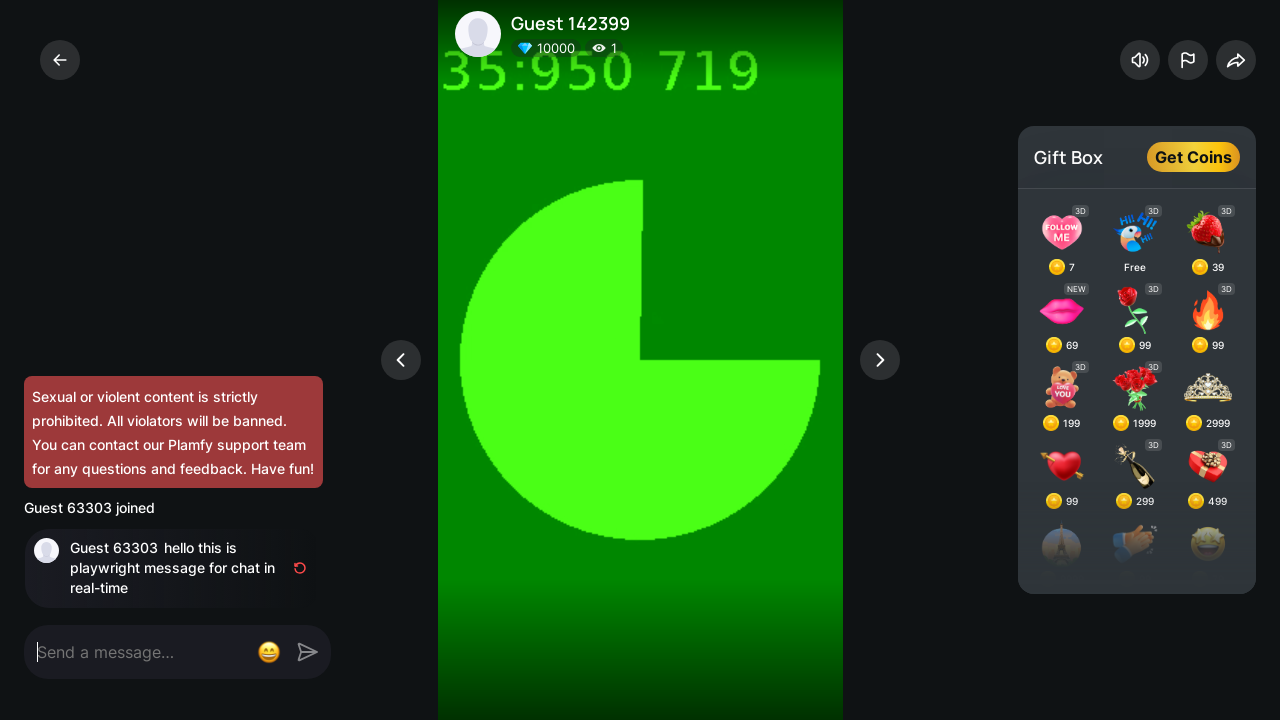 Guest 142399
10000 1
35:950 719
Gift Box
Get Coins
3D 3D 3D
FOLLOW ME
Hi! Hi! Hi!
7 Free 39
NEW 3D 3D
69 99 99
3D 3D
LOVE YOU
199 1999 2999
3D 3D
99 299 499
Sexual or violent content is strictly
prohibited. All violators will be banned.
You can contact our Plamfy support team
for any questions and feedback. Have fun!
Guest 63303 joined
Guest 63303 hello this is
playwright message for chat in
real-time
Send a message...